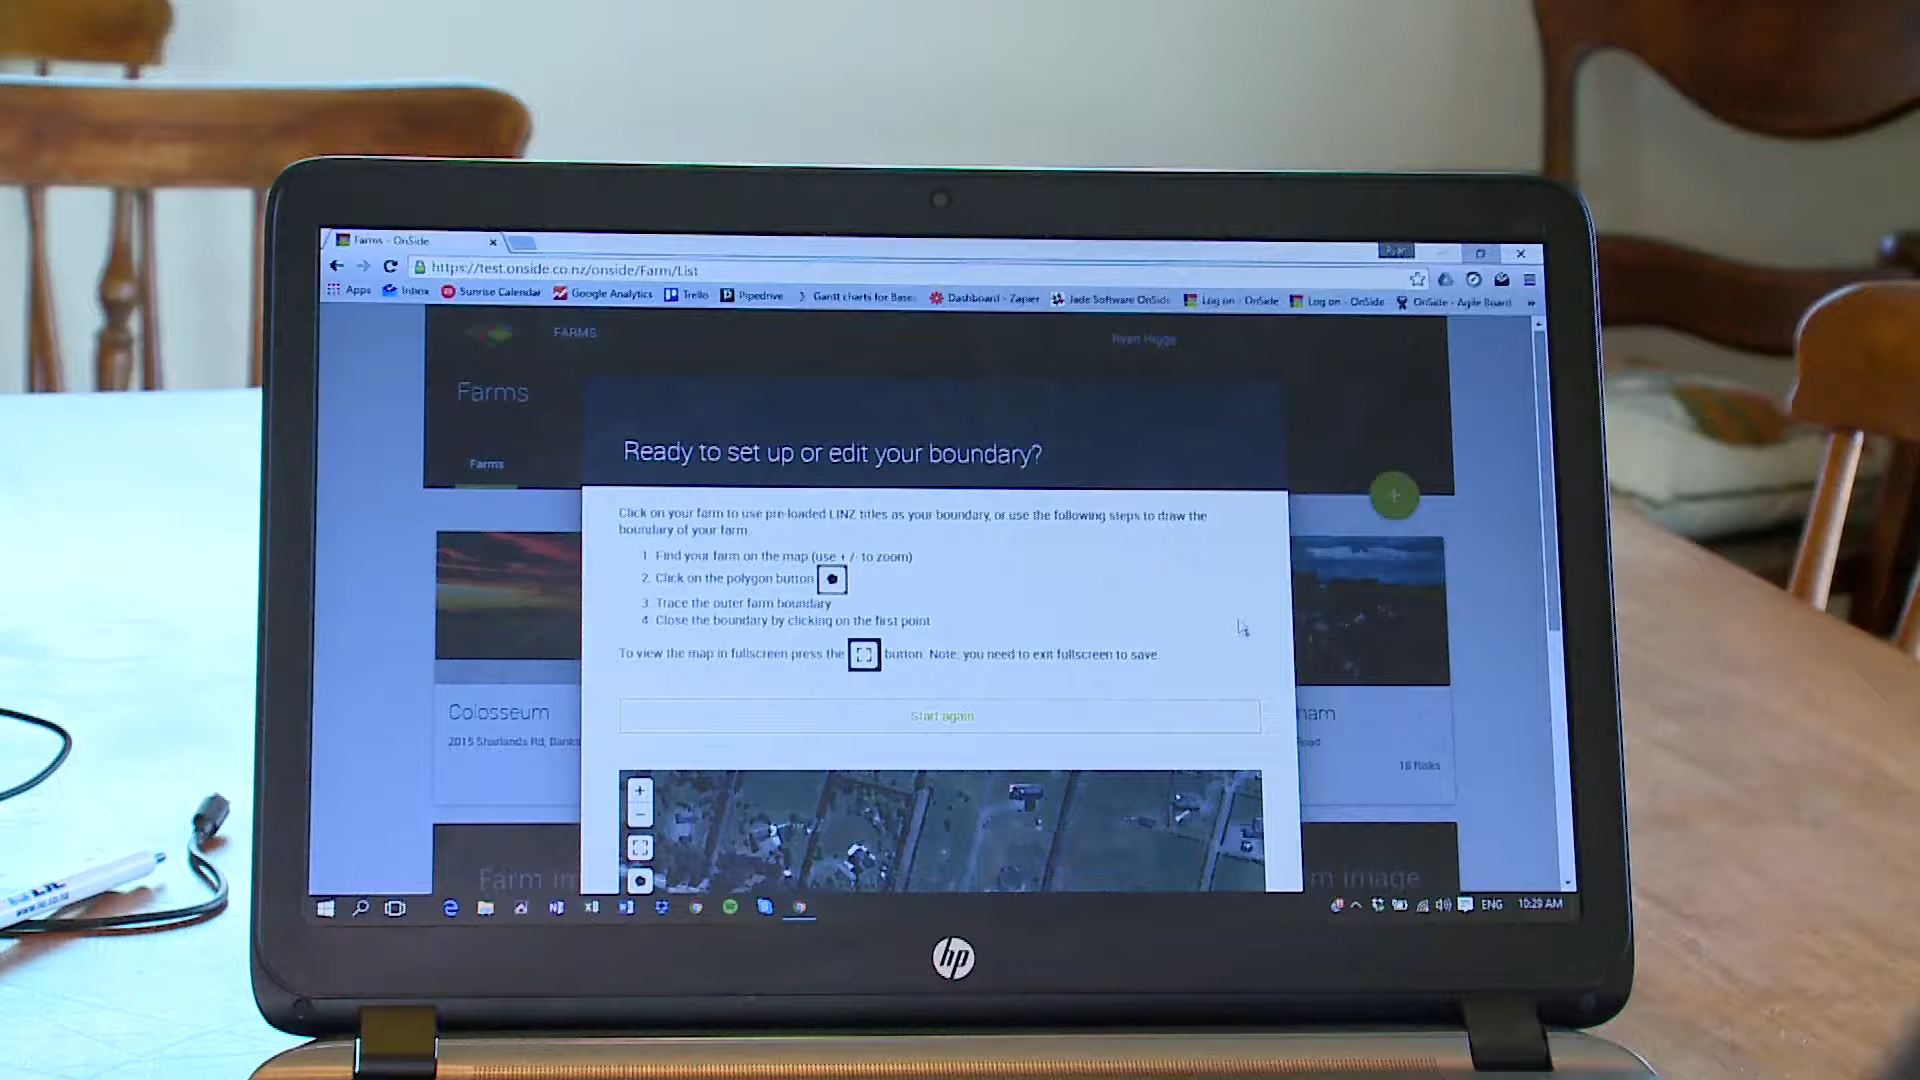 Farms - OnSide
Ryan
https://test.onside.co.nz/onside/Farm/List
Apps Inbox Sunrise Calendar Google Analytics Trello Pipedrive Gantt charts for Base Dashboard - Zapier Jade Software OnSide Log on - OnSide Log on - OnSide OnSide - Agile Board
FARMS
Ryan Higgs
Farms
Farms
+
Ready to set up or edit your boundary?
Click on your farm to use pre-loaded LINZ titles as your boundary, or use the following steps to draw the
boundary of your farm.
1. Find your farm on the map (use + /- to zoom)
2. Click on the polygon button
3. Trace the outer farm boundary
4. Close the boundary by clicking on the first point
To view the map in fullscreen press the button. Note: you need to exit fullscreen to save.
Start again
Colosseum
2015 Sharlands Rd, Banks
ham
Road
18 Risks
+
−
Farm im
m image
ENG 10:29 AM
hp